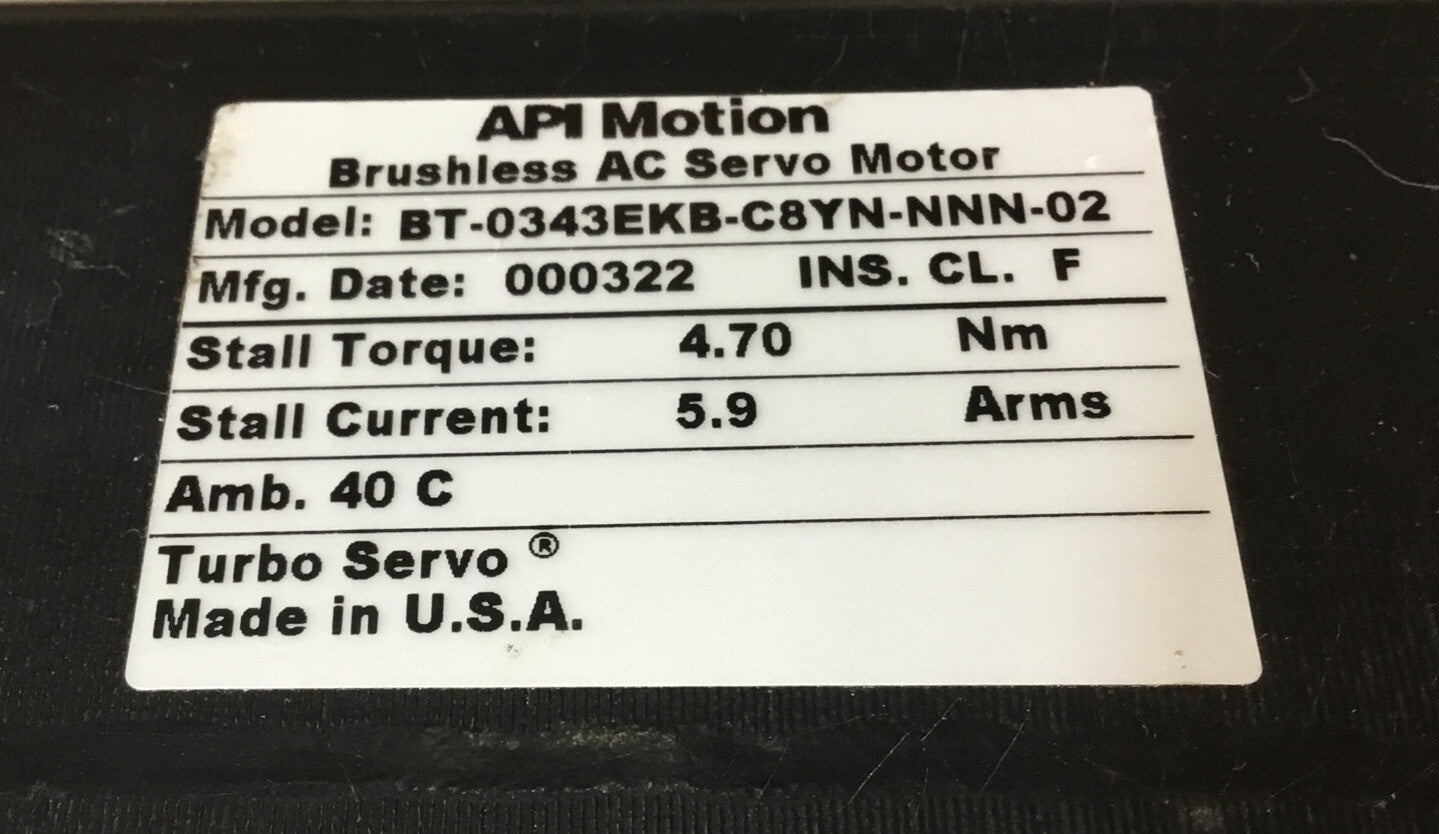 API Motion
Brushless AC Servo Motor
Model: BT-0343EKB-C8YN-NNN-02
Mfg. Date: 000322 INS. CL. F
Stall Torque: 4.70 Nm
Stall Current: 5.9 Arms
Amb. 40 C
Turbo Servo ®
Made in U.S.A.